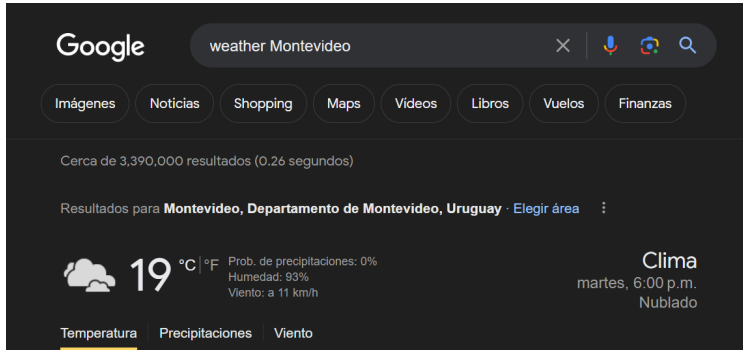 Google weather Montevideo
Imágenes Noticias Shopping Maps Vídeos Libros Vuelos Finanzas
Cerca de 3,390,000 resultados (0.26 segundos)
Resultados para Montevideo, Departamento de Montevideo, Uruguay · Elegir área
19 °C | °F
Prob. de precipitaciones: 0%
Humedad: 93%
Viento: a 11 km/h
Clima
martes, 6:00 p.m.
Nublado
Temperatura Precipitaciones Viento